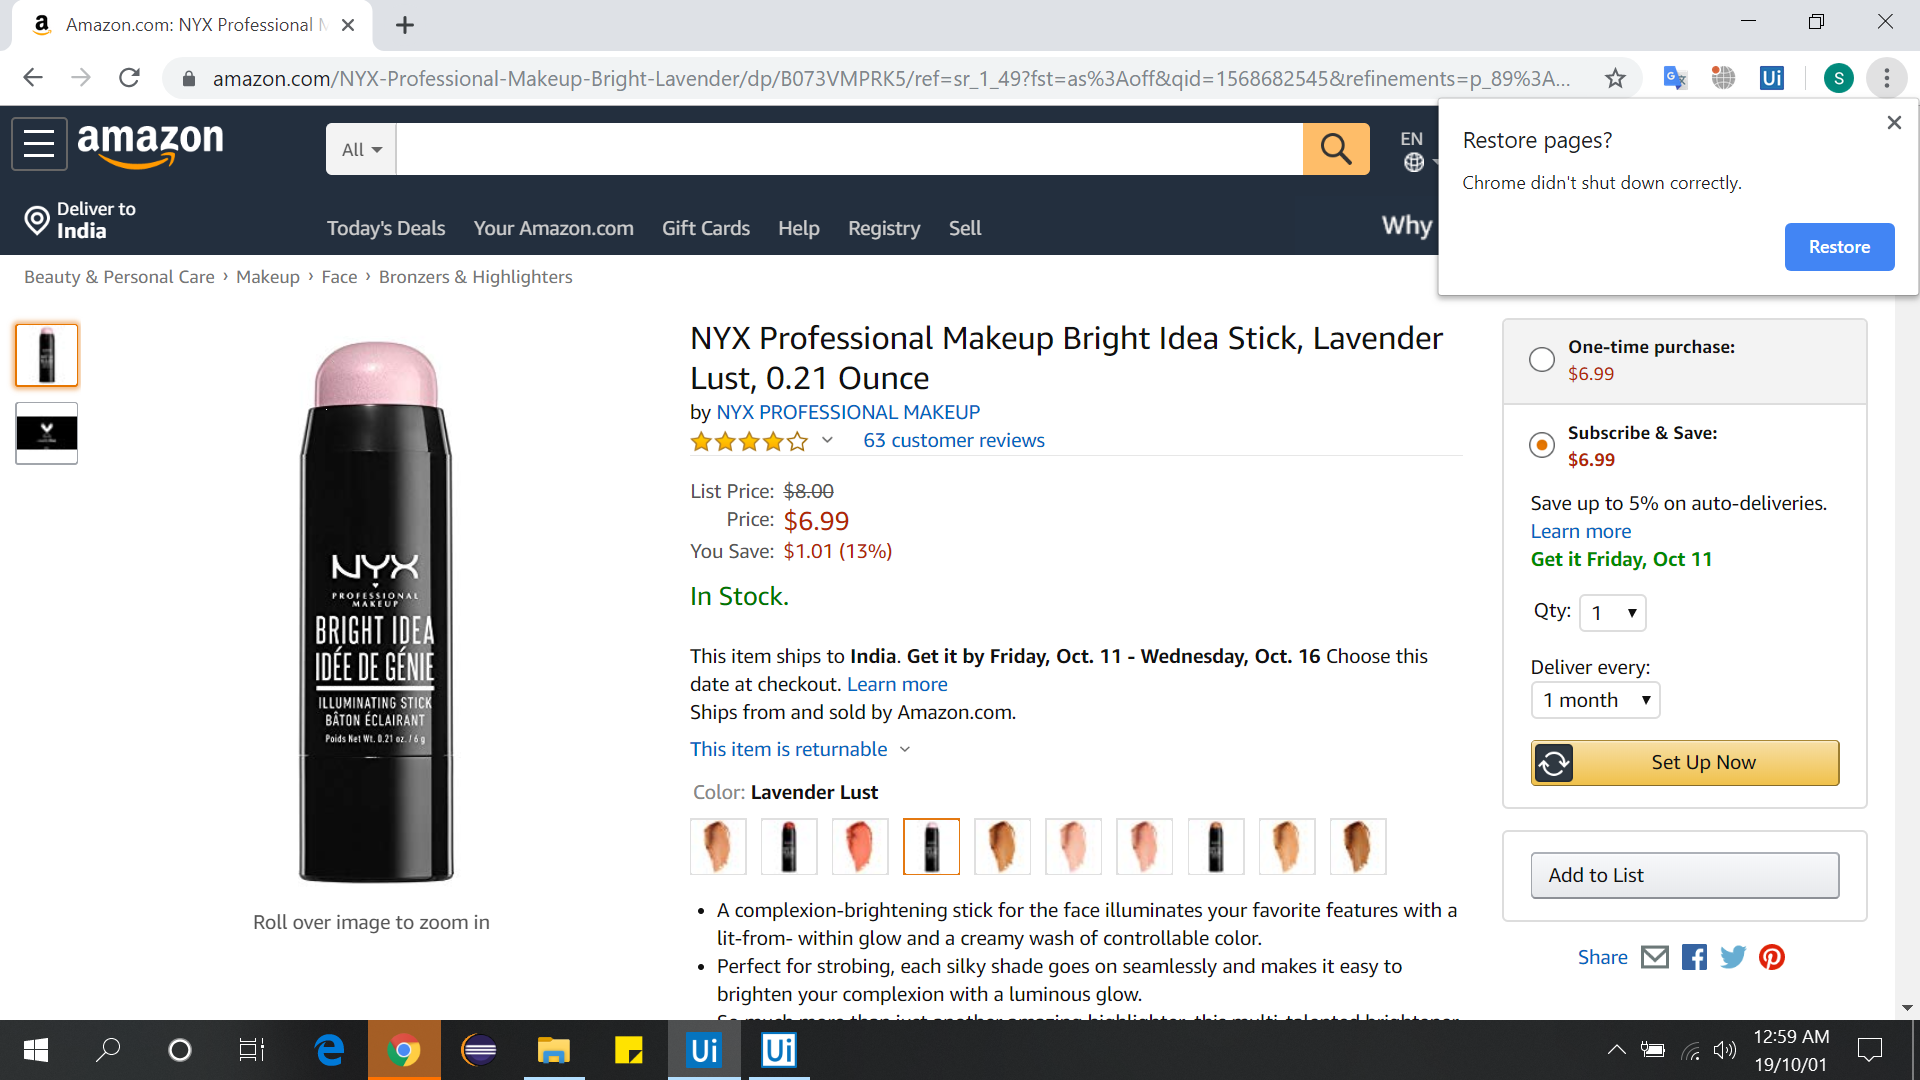 Amazon.com: NYX Professional
amazon.com/NYX-Professional-Makeup-Bright-Lavender/dp/B073VMPRK5/ref=sr_1_49?fst=as%3Aoff&qid=1568682545&refinements=p_89%3A...
S
Restore pages?
Chrome didn't shut down correctly.
Restore
amazon
All
EN
Deliver to
India
Today's Deals Your Amazon.com Gift Cards Help Registry Sell
Why
Beauty & Personal Care › Makeup › Face › Bronzers & Highlighters
NYX
PROFESSIONAL
MAKEUP
BRIGHT IDEA
IDÉE DE GÉNIE
ILLUMINATING STICK
BÂTON ÉCLAIRANT
Poids Net Wt. 0.21 oz. / 6 g
Roll over image to zoom in
NYX Professional Makeup Bright Idea Stick, Lavender
Lust, 0.21 Ounce
by NYX PROFESSIONAL MAKEUP
63 customer reviews
List Price: $8.00
Price: $6.99
You Save: $1.01 (13%)
In Stock.
This item ships to India. Get it by Friday, Oct. 11 - Wednesday, Oct. 16 Choose this
date at checkout. Learn more
Ships from and sold by Amazon.com.
This item is returnable
Color: Lavender Lust
• A complexion-brightening stick for the face illuminates your favorite features with a
lit-from- within glow and a creamy wash of controllable color.
• Perfect for strobing, each silky shade goes on seamlessly and makes it easy to
brighten your complexion with a luminous glow.
So much more than just another amazing highlighter, this multi-talented brightener
One-time purchase:
$6.99
Subscribe & Save:
$6.99
Save up to 5% on auto-deliveries.
Learn more
Get it Friday, Oct 11
Qty: 1
Deliver every:
1 month
Set Up Now
Add to List
Share
Ui
Ui
12:59 AM
19/10/01